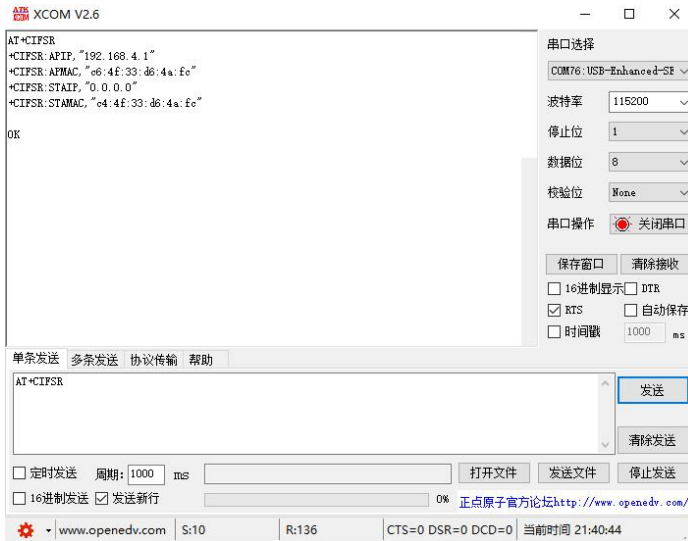 ATK XCOM XCOM V2.6
AT+CIFSR
+CIFSR:APIP,"192.168.4.1"
+CIFSR:APMAC,"c6:4f:33:d6:4a:fc"
+CIFSR:STAIP,"0.0.0.0"
+CIFSR:STAMAC,"c4:4f:33:d6:4a:fc"
OK
串口选择
COM76:USB-Enhanced-SE
波特率 115200
停止位 1
数据位 8
校验位 None
串口操作 关闭串口
保存窗口 清除接收
16进制显示 DTR
RTS 自动保存
时间戳 1000 ms
单条发送 多条发送 协议传输 帮助
AT+CIFSR
发送
清除发送
定时发送 周期: 1000 ms 打开文件 发送文件 停止发送
16进制发送 发送新行 0% 正点原子官方论坛http://www.openedv.com/
www.openedv.com S:10 R:136 CTS=0 DSR=0 DCD=0 当前时间 21:40:44